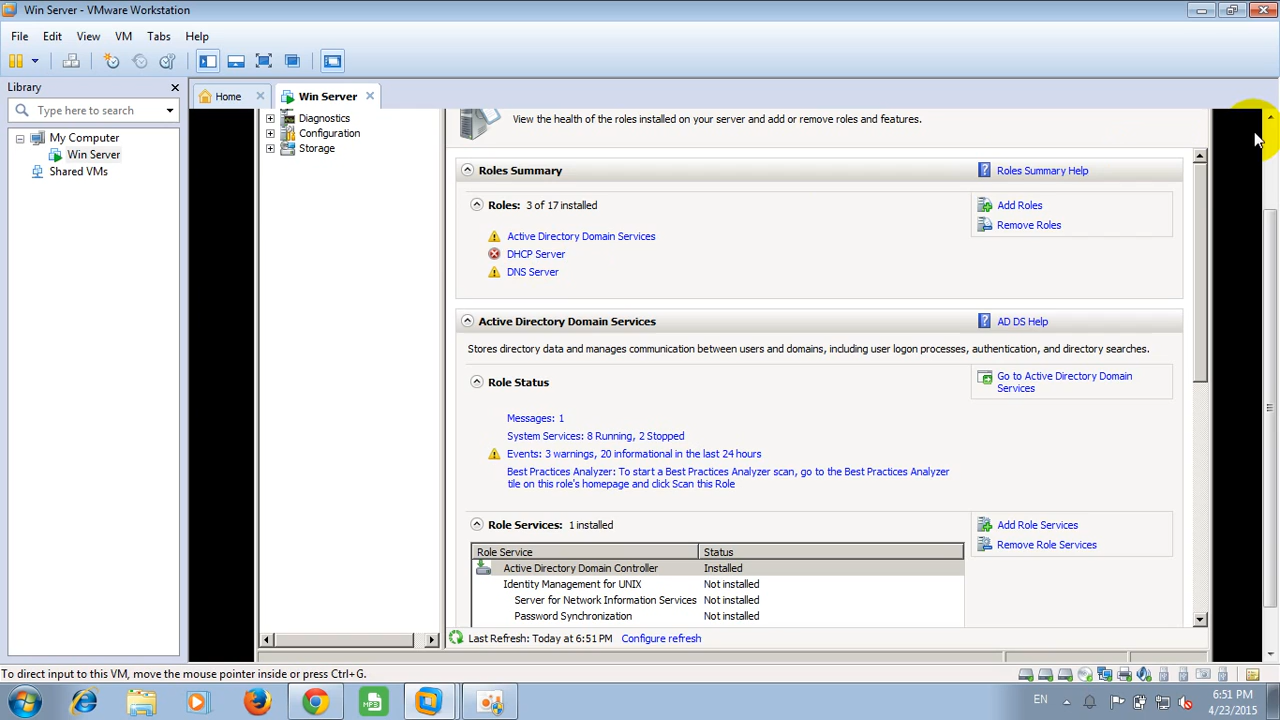 Win Server - VMware Workstation
File Edit View VM Tabs Help
Library
Home
Win Server
Type here to search
My Computer
Win Server
Shared VMs
Diagnostics
Configuration
Storage
View the health of the roles installed on your server and add or remove roles and features.
Roles Summary
Roles Summary Help
Roles: 3 of 17 installed
Add Roles
Remove Roles
Active Directory Domain Services
DHCP Server
DNS Server
Active Directory Domain Services
AD DS Help
Stores directory data and manages communication between users and domains, including user logon processes, authentication, and directory searches.
Role Status
Go to Active Directory Domain
Services
Messages: 1
System Services: 8 Running, 2 Stopped
Events: 3 warnings, 20 informational in the last 24 hours
Best Practices Analyzer: To start a Best Practices Analyzer scan, go to the Best Practices Analyzer
tile on this role's homepage and click Scan this Role
Role Services: 1 installed
Add Role Services
Remove Role Services
Role Service Status
Active Directory Domain Controller Installed
Identity Management for UNIX Not installed
Server for Network Information Services Not installed
Password Synchronization Not installed
Last Refresh: Today at 6:51 PM Configure refresh
To direct input to this VM, move the mouse pointer inside or press Ctrl+G.
MP3
EN
6:51 PM
4/23/2015